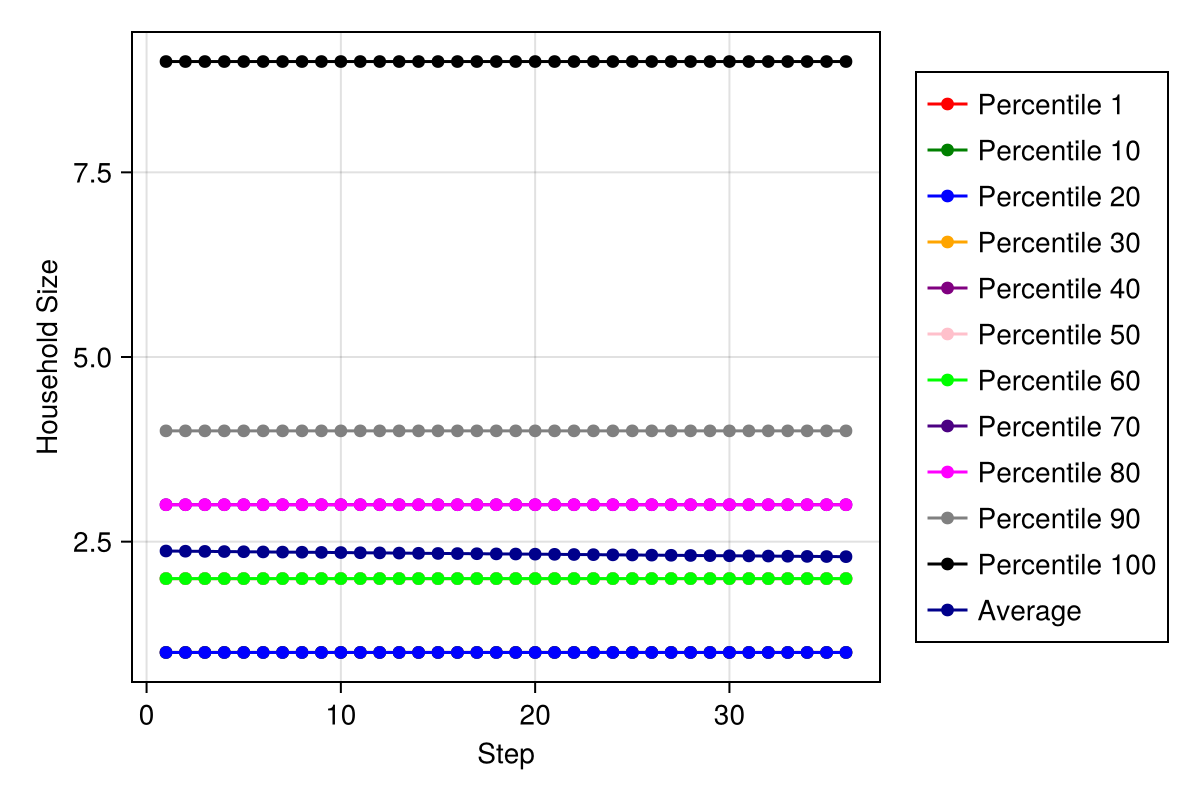 7.5
5.0
2.5
Household Size
0 10 20 30
Step
Percentile 1
Percentile 10
Percentile 20
Percentile 30
Percentile 40
Percentile 50
Percentile 60
Percentile 70
Percentile 80
Percentile 90
Percentile 100
Average